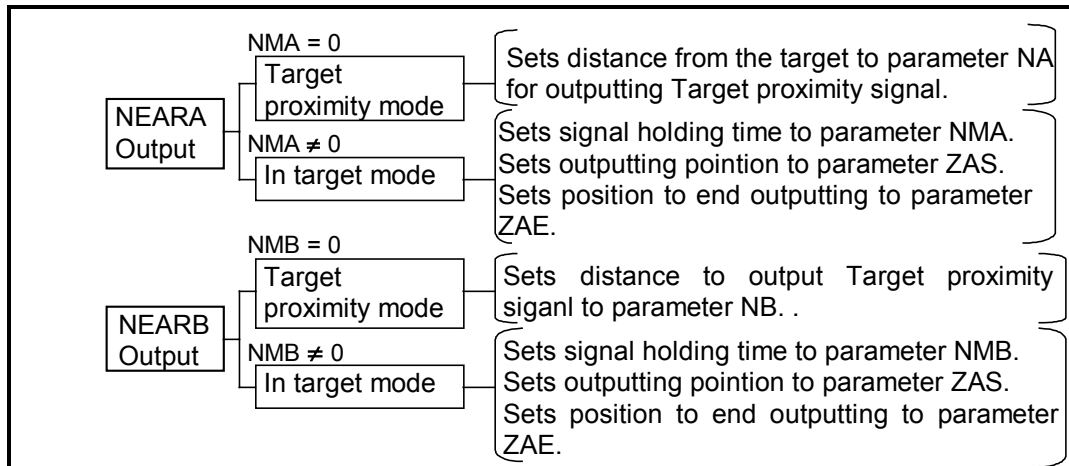 NMA = 0
Target
proximity mode
Sets distance from the target to parameter NA
for outputting Target proximity signal.
NEARA
Output
NMA ≠ 0
In target mode
Sets signal holding time to parameter NMA.
Sets outputting pointion to parameter ZAS.
Sets position to end outputting to parameter
ZAE.
NMB = 0
Target
proximity mode
Sets distance to output Target proximity
siganl to parameter NB. .
NEARB
Output
NMB ≠ 0
In target mode
Sets signal holding time to parameter NMB.
Sets outputting pointion to parameter ZAS.
Sets position to end outputting to parameter
ZAE.